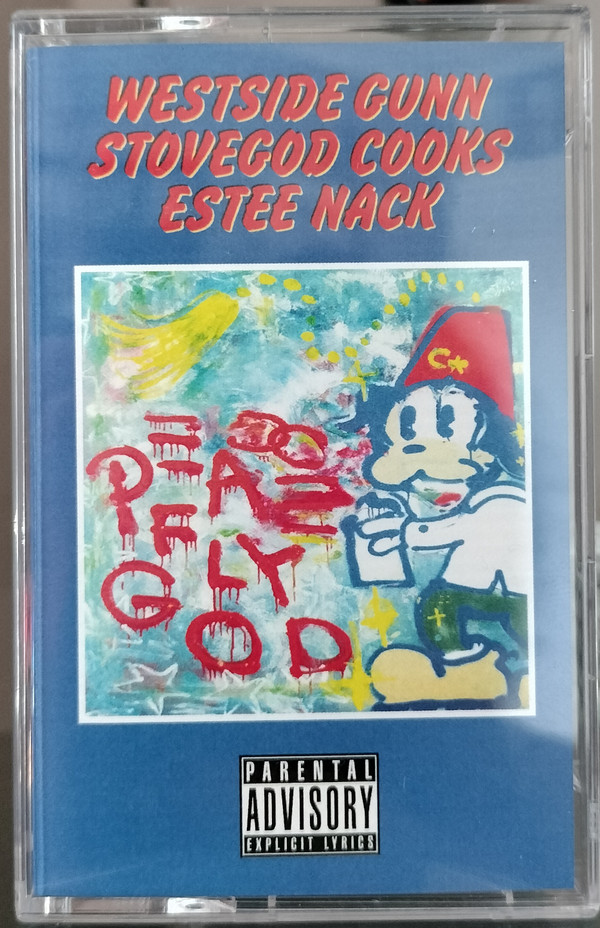 WESTSIDE GUNN
STOVEGOD COOKS
ESTEE NACK
C
PEACE
FLY
GOD
PARENTAL
ADVISORY
EXPLICIT LYRICS